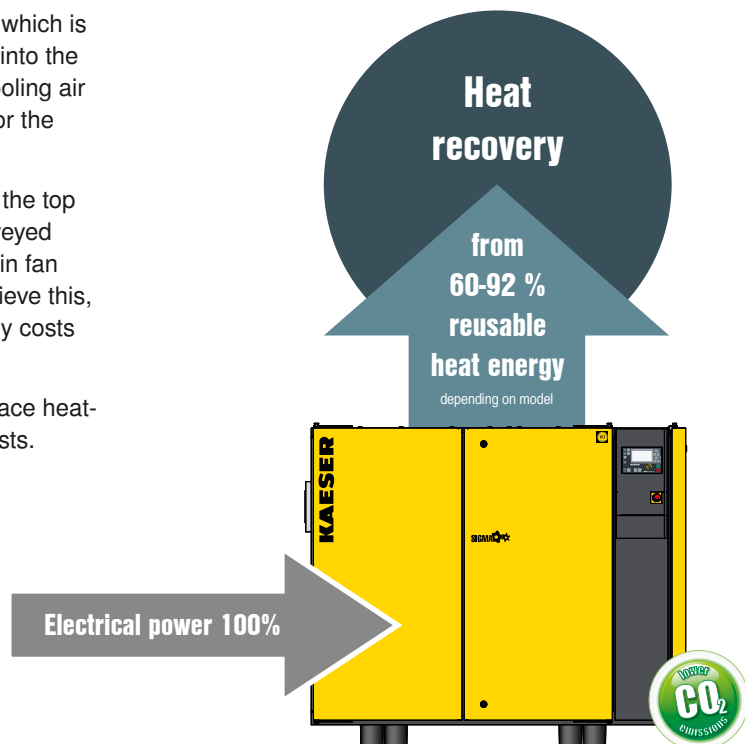 which is
into the
oling air
or the
the top
veyed
in fan
ieve this,
y costs
ace heat-
sts.
Heat
recovery
from
60-92 %
reusable
heat energy
depending on model
KAESER
SIGMA
Electrical power 100%
lower
CO2
emissions